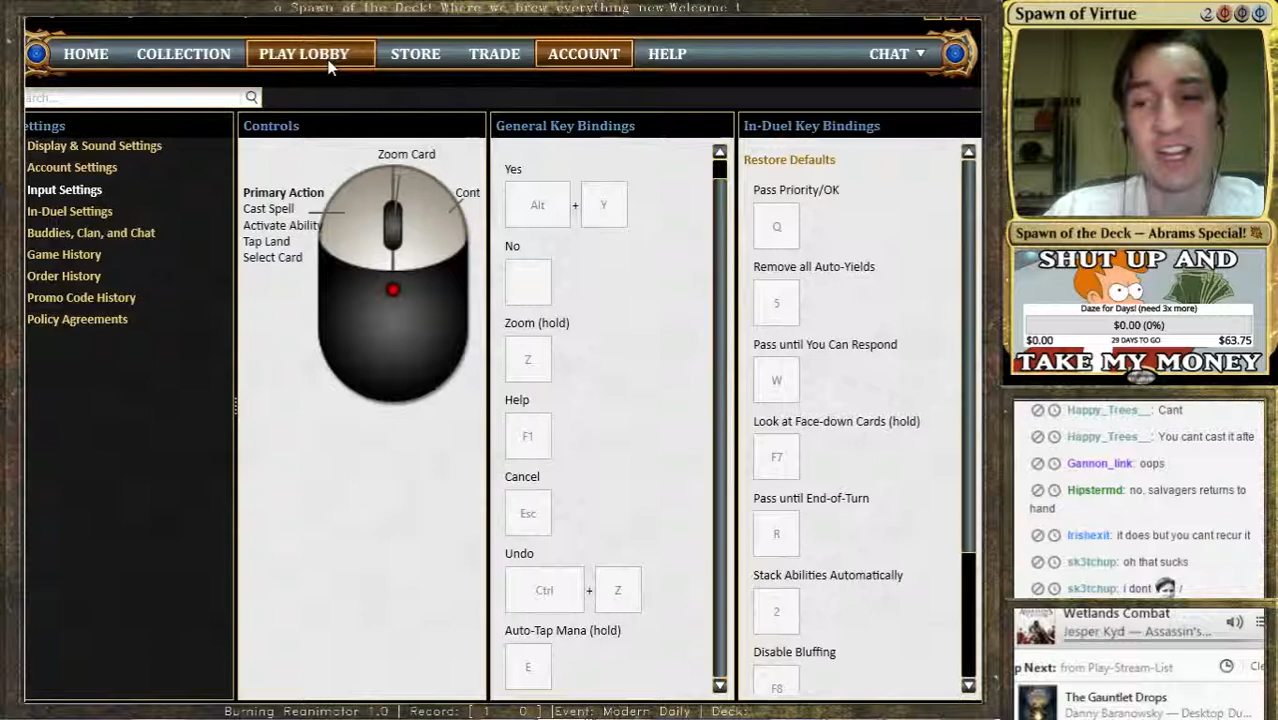 o Spawn of the Deck! Where we brew everything new.Welcome t
HOME COLLECTION PLAY LOBBY STORE TRADE ACCOUNT HELP CHAT
earch...
ettings
Display & Sound Settings
Account Settings
Input Settings
In-Duel Settings
Buddies, Clan, and Chat
Game History
Order History
Promo Code History
Policy Agreements
Controls
Zoom Card
Primary Action
Cast Spell
Activate Ability
Tap Land
Select Card
Cont
General Key Bindings
Yes
Alt + Y
No
Zoom (hold)
Z
Help
F1
Cancel
Esc
Undo
Ctrl + Z
Auto-Tap Mana (hold)
E
In-Duel Key Bindings
Restore Defaults
Pass Priority/OK
Q
Remove all Auto-Yields
5
Pass until You Can Respond
W
Look at Face-down Cards (hold)
F7
Pass until End-of-Turn
R
Stack Abilities Automatically
2
Disable Bluffing
F8
Burning Reanimator 1.0 Record: [ 1 0 ] Event: Modern Daily | Deck:
Spawn of Virtue 2
Spawn of the Deck — Abrams Special!
SHUT UP AND
Daze for Days! (need 3x more)
$0.00 (0%)
$0.00 29 DAYS TO GO $63.75
TAKE MY MONEY
Happy_Trees__: Cant
Happy_Trees__: You cant cast it afte
Gannon_link: oops
Hipstermd: no, salvagers returns to
hand
Irishexit: it does but you cant recur it
sk3tchup: oh that sucks
sk3tchup: i dont /
Wetlands Combat
Jesper Kyd — Assassin's...
p Next: from Play-Stream-List Cle
The Gauntlet Drops
Danny Baranowsky — Desktop Du...